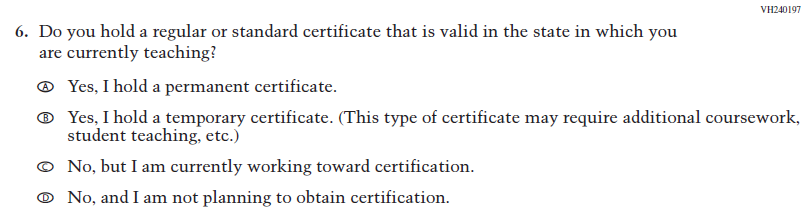 VH240197
6. Do you hold a regular or standard certificate that is valid in the state in which you
are currently teaching?
A Yes, I hold a permanent certificate.
B Yes, I hold a temporary certificate. (This type of certificate may require additional coursework,
student teaching, etc.)
C No, but I am currently working toward certification.
D No, and I am not planning to obtain certification.